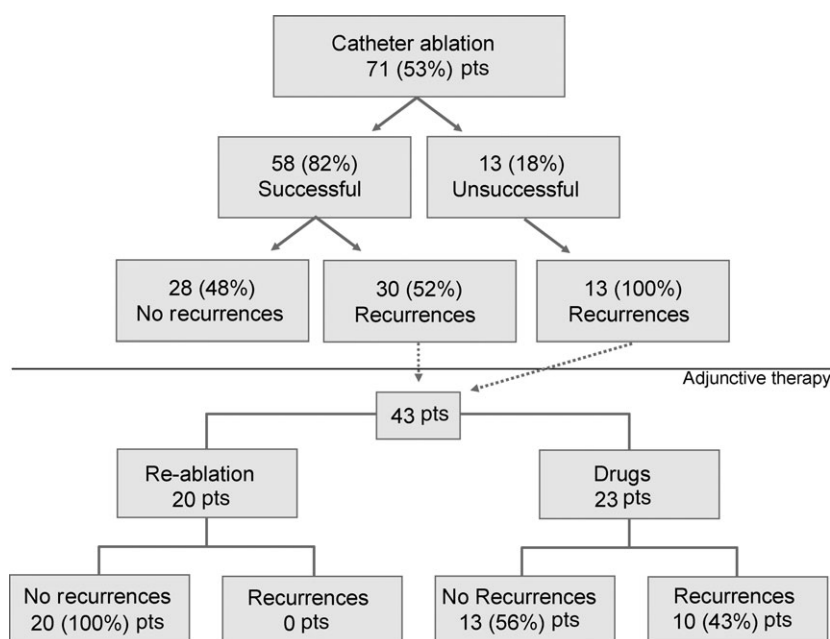 Catheter ablation
71 (53%) pts
58 (82%)
Successful
13 (18%)
Unsuccessful
28 (48%)
No recurrences
30 (52%)
Recurrences
13 (100%)
Recurrences
Adjunctive therapy
43 pts
Re-ablation
20 pts
Drugs
23 pts
No recurrences
20 (100%) pts
Recurrences
0 pts
No Recurrences
13 (56%) pts
Recurrences
10 (43%) pts